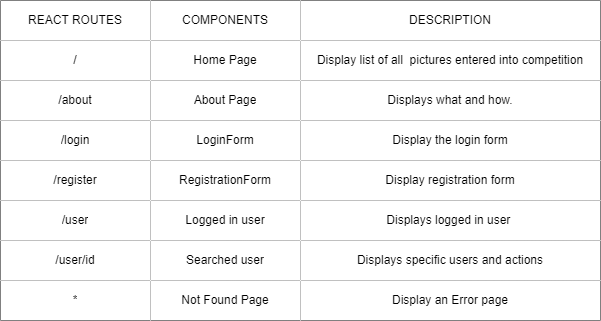 REACT ROUTES COMPONENTS DESCRIPTION
/ Home Page Display list of all pictures entered into competition
/about About Page Displays what and how.
/login LoginForm Display the login form
/register RegistrationForm Display registration form
/user Logged in user Displays logged in user
/user/id Searched user Displays specific users and actions
* Not Found Page Display an Error page